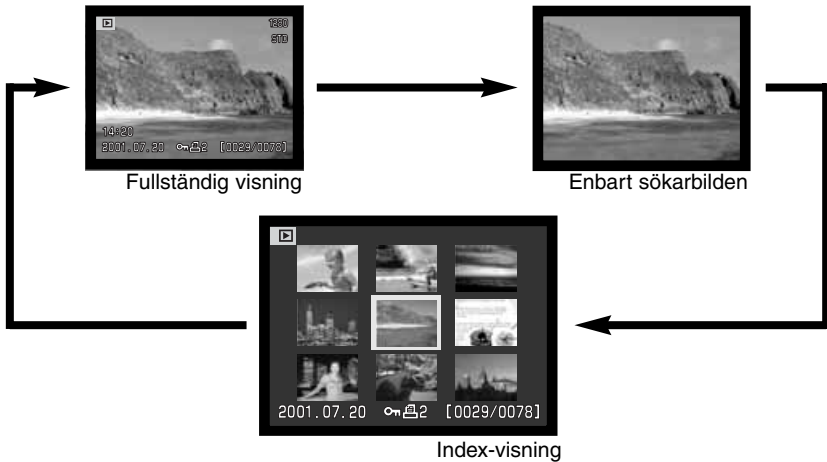 1280
STD
14:20
2001.07.20 2 [0029/0078]
Fullständig visning
Enbart sökarbilden
2001.07.20 2 [0029/0078]
Index-visning